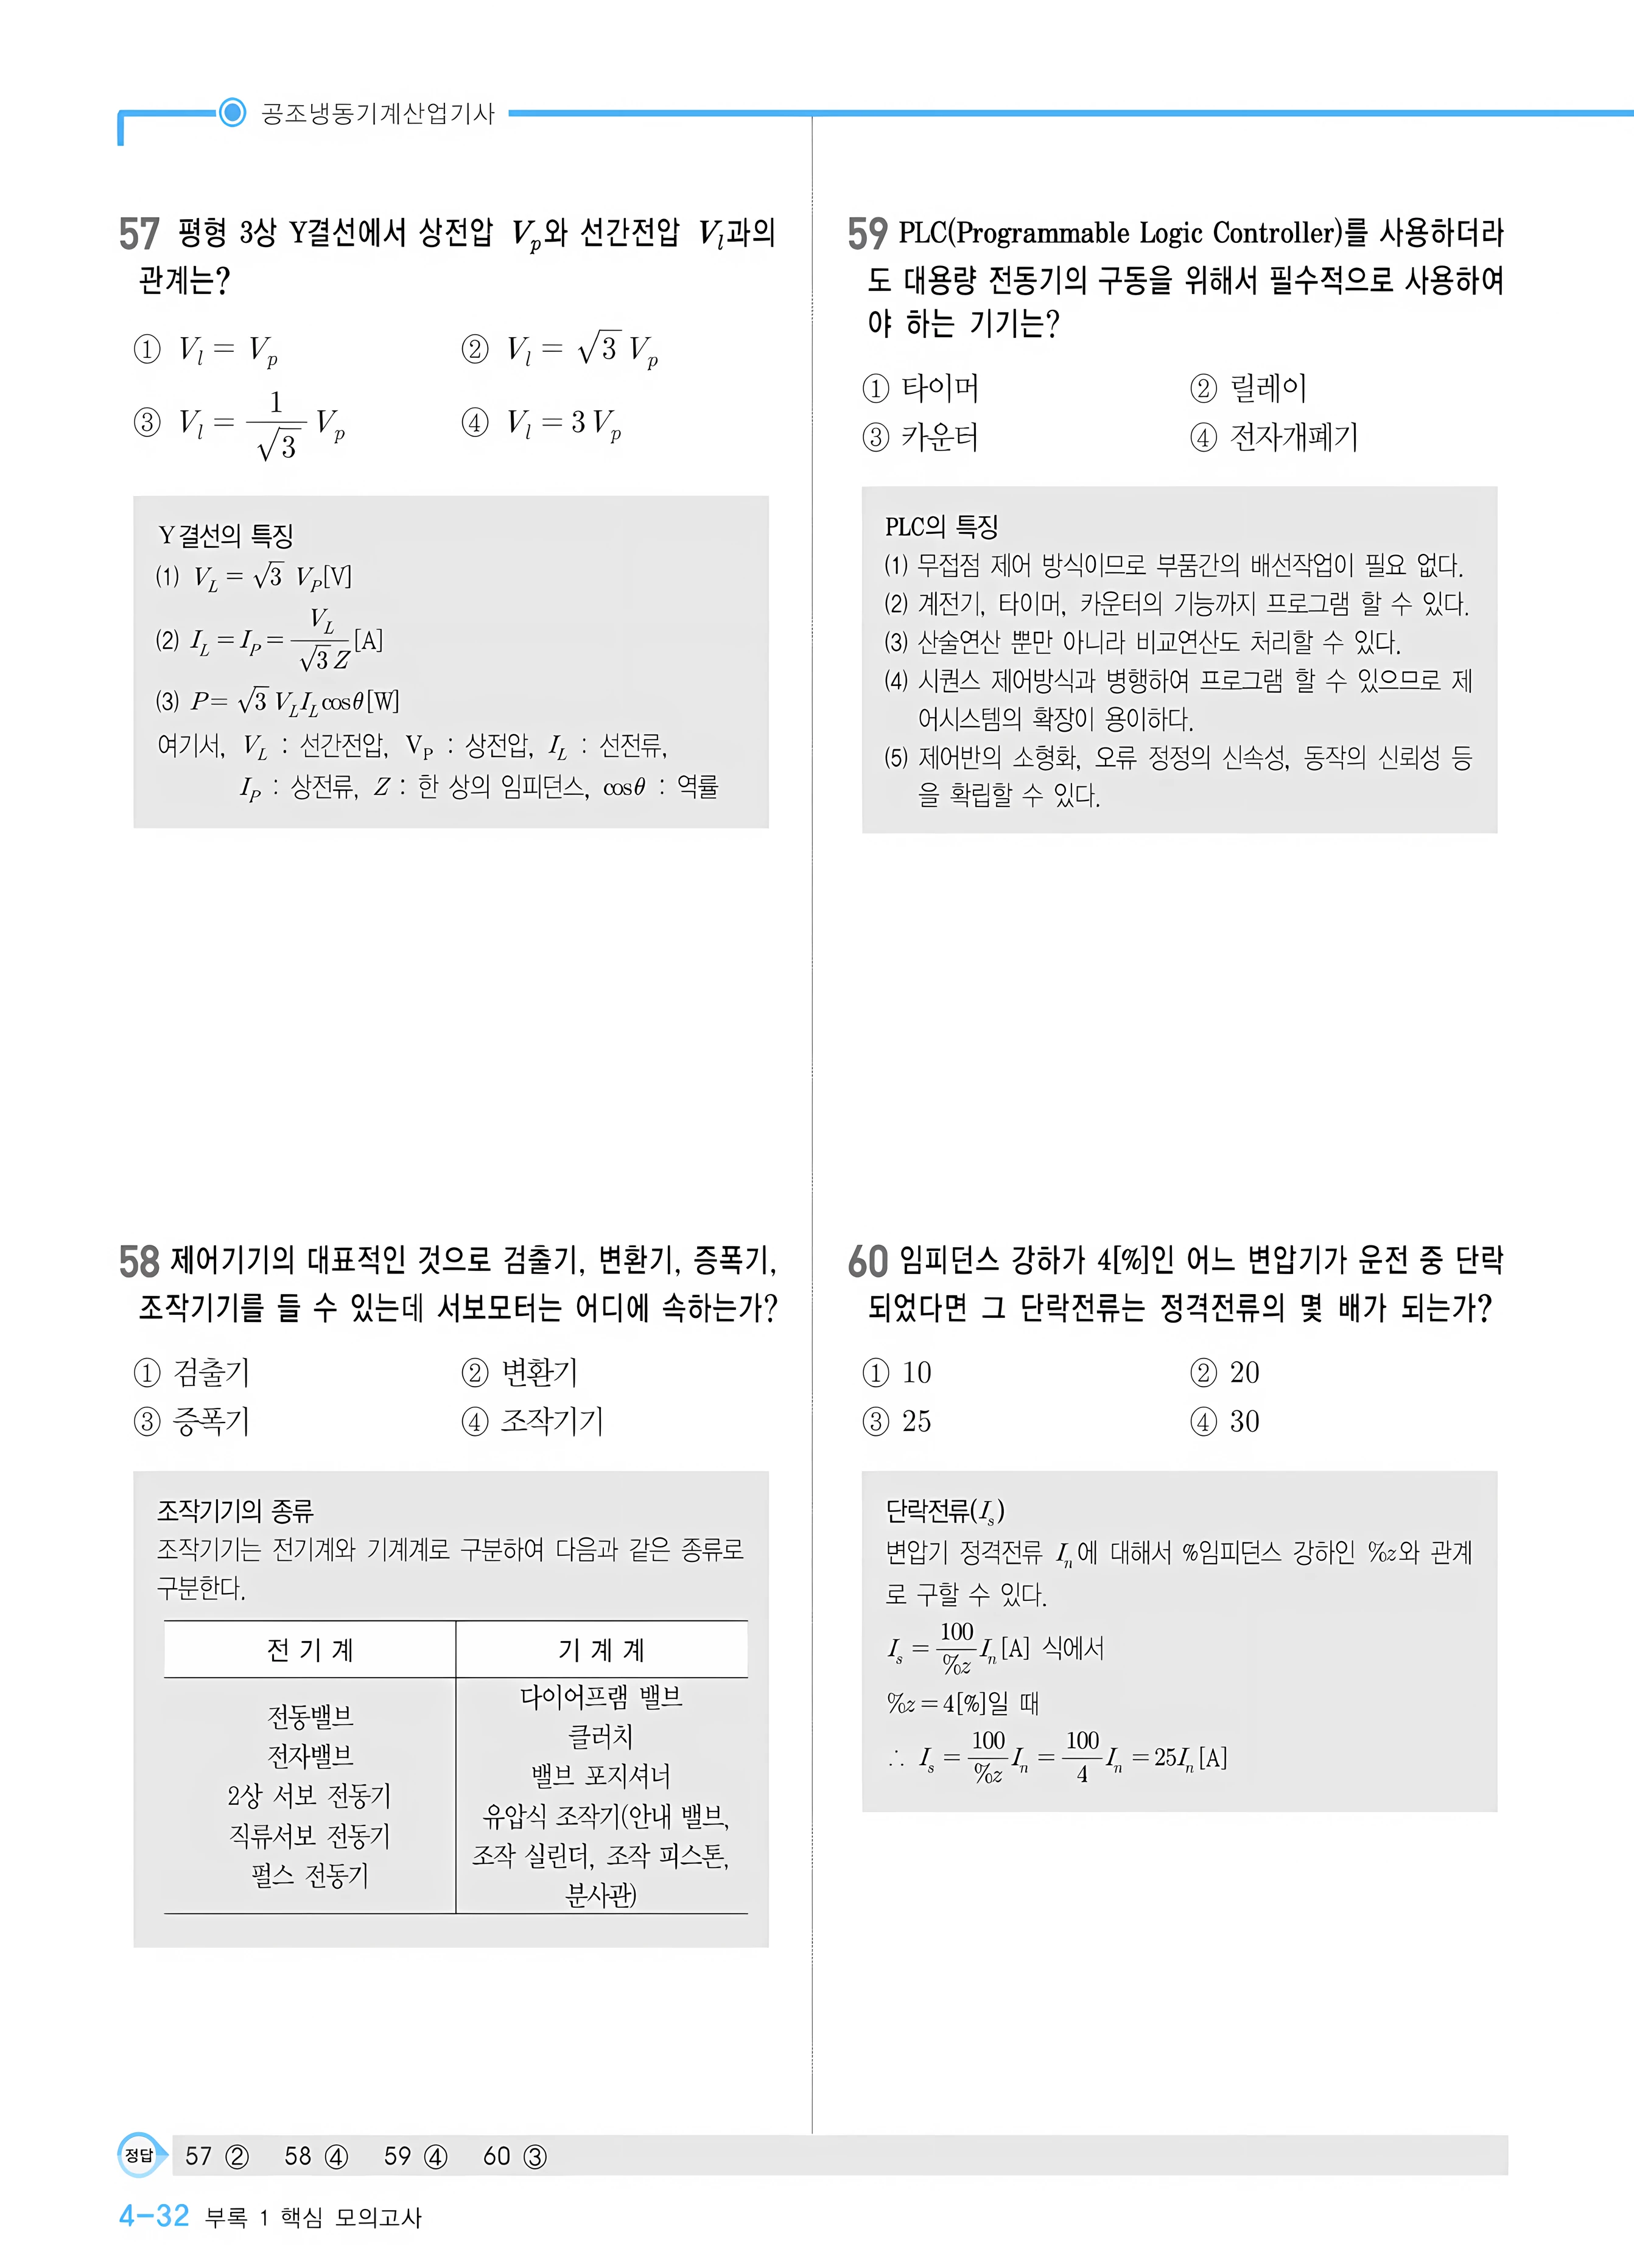 공조냉동기계산업기사
57 평형 3상 Y결선에서 상전압 V_p와 선간전압 V_l과의
관계는?
① V_l = V_p ② V_l = √3 V_p
③ V_l = 1/√3 V_p ④ V_l = 3 V_p
Y결선의 특징
(1) V_L = √3 V_P[V]
(2) I_L = I_P = V_L/(√3 Z) [A]
(3) P = √3 V_L I_L cosθ[W]
여기서, V_L : 선간전압, V_P : 상전압, I_L : 선전류,
I_P : 상전류, Z : 한 상의 임피던스, cosθ : 역률
58 제어기기의 대표적인 것으로 검출기, 변환기, 증폭기,
조작기기를 들 수 있는데 서보모터는 어디에 속하는가?
① 검출기 ② 변환기
③ 증폭기 ④ 조작기기
조작기기의 종류
조작기기는 전기계와 기계계로 구분하여 다음과 같은 종류로
구분한다.
전 기 계 기 계 계
전동밸브
전자밸브
2상 서보 전동기
직류서보 전동기
펄스 전동기
다이어프램 밸브
클러치
밸브 포지셔너
유압식 조작기(안내 밸브,
조작 실린더, 조작 피스톤,
분사관)
59 PLC(Programmable Logic Controller)를 사용하더라
도 대용량 전동기의 구동을 위해서 필수적으로 사용하여
야 하는 기기는?
① 타이머 ② 릴레이
③ 카운터 ④ 전자개폐기
PLC의 특징
(1) 무접점 제어 방식이므로 부품간의 배선작업이 필요 없다.
(2) 계전기, 타이머, 카운터의 기능까지 프로그램 할 수 있다.
(3) 산술연산 뿐만 아니라 비교연산도 처리할 수 있다.
(4) 시퀀스 제어방식과 병행하여 프로그램 할 수 있으므로 제
어시스템의 확장이 용이하다.
(5) 제어반의 소형화, 오류 정정의 신속성, 동작의 신뢰성 등
을 확립할 수 있다.
60 임피던스 강하가 4[%]인 어느 변압기가 운전 중 단락
되었다면 그 단락전류는 정격전류의 몇 배가 되는가?
① 10 ② 20
③ 25 ④ 30
단락전류(I_s)
변압기 정격전류 I_n에 대해서 %임피던스 강하인 %z와 관계
로 구할 수 있다.
I_s = 100/%z I_n[A] 식에서
%z = 4[%]일 때
∴ I_s = 100/%z I_n = 100/4 I_n = 25I_n[A]
정답 57 ② 58 ④ 59 ④ 60 ③
4-32 부록 1 핵심 모의고사